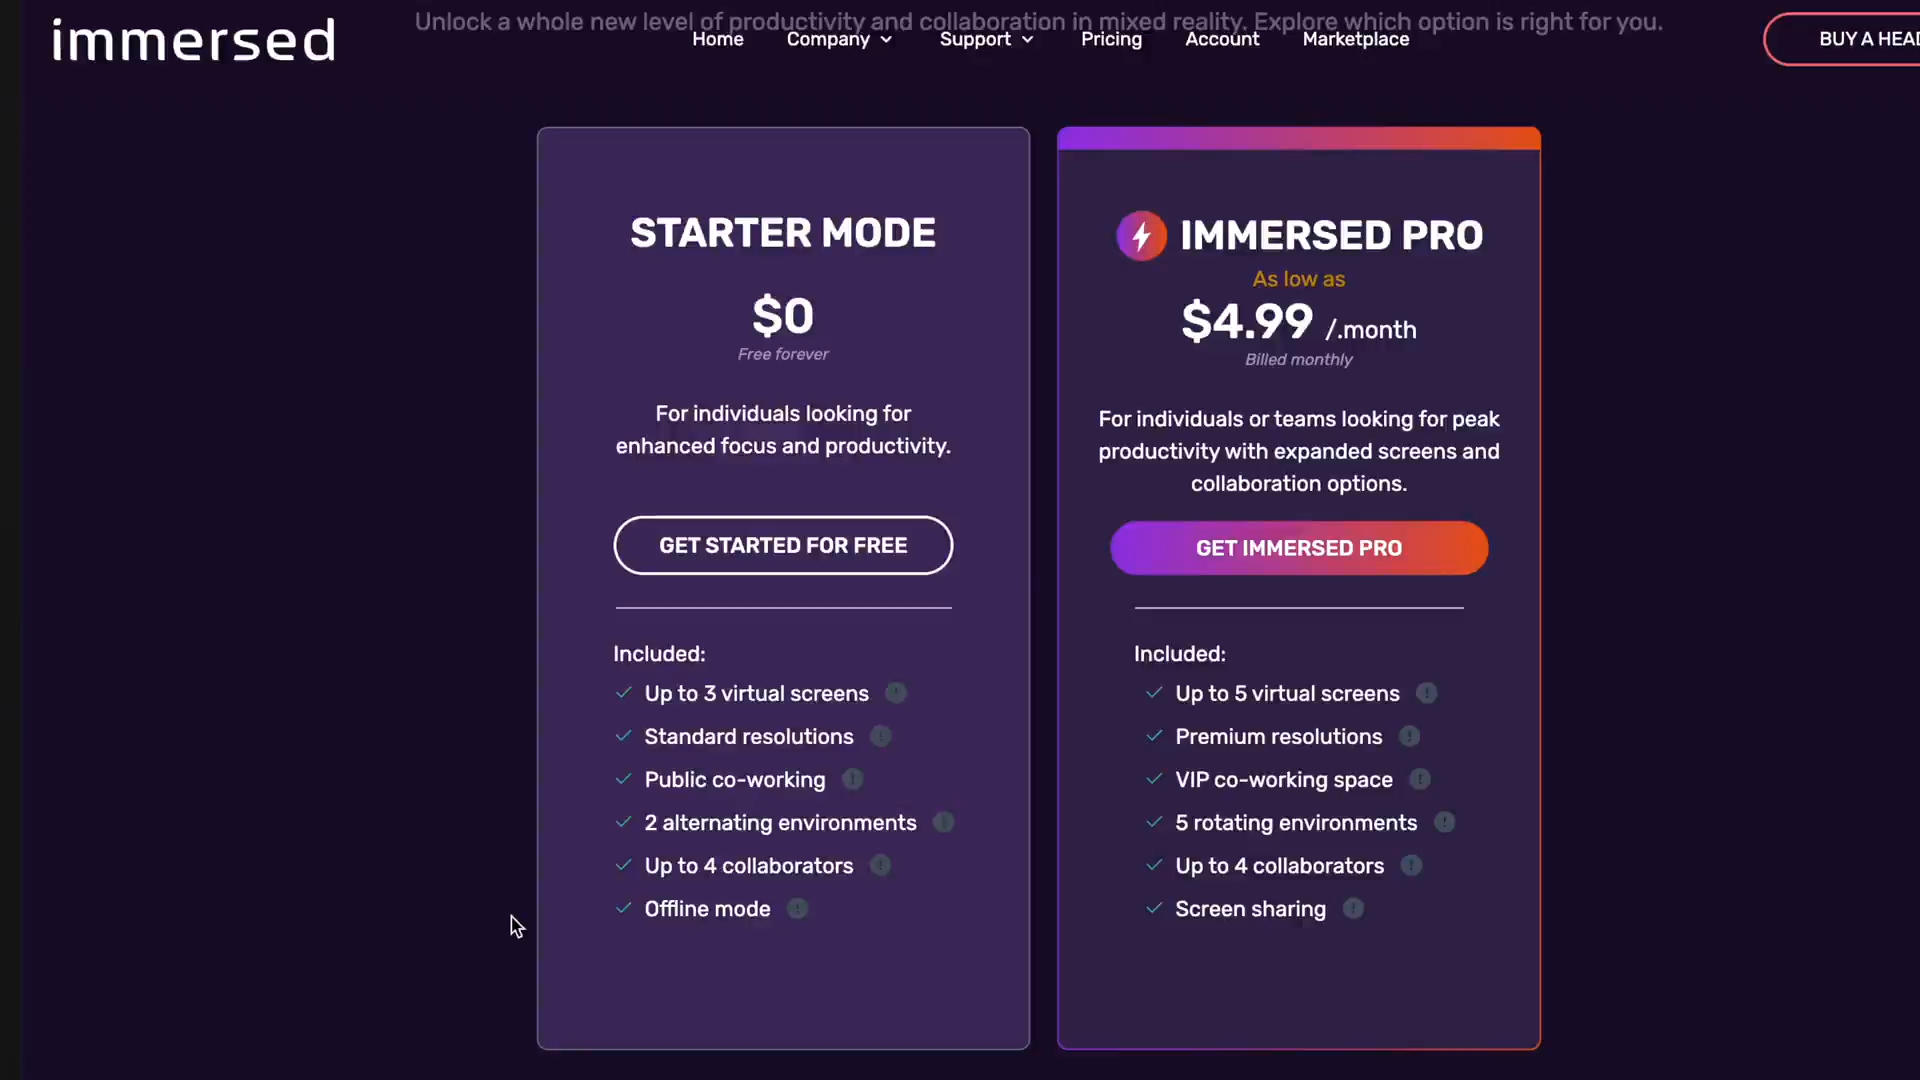 immersed
Unlock a whole new level of productivity and collaboration in mixed reality. Explore which option is right for you.
Home
Company
Support
Pricing
Account
Marketplace
BUY A HEAD
STARTER MODE
$0
Free forever
For individuals looking for
enhanced focus and productivity.
GET STARTED FOR FREE
Included:
Up to 3 virtual screens
Standard resolutions
Public co-working
2 alternating environments
Up to 4 collaborators
Offline mode
IMMERSED PRO
As low as
$4.99 /.month
Billed monthly
For individuals or teams looking for peak
productivity with expanded screens and
collaboration options.
GET IMMERSED PRO
Included:
Up to 5 virtual screens
Premium resolutions
VIP co-working space
5 rotating environments
Up to 4 collaborators
Screen sharing